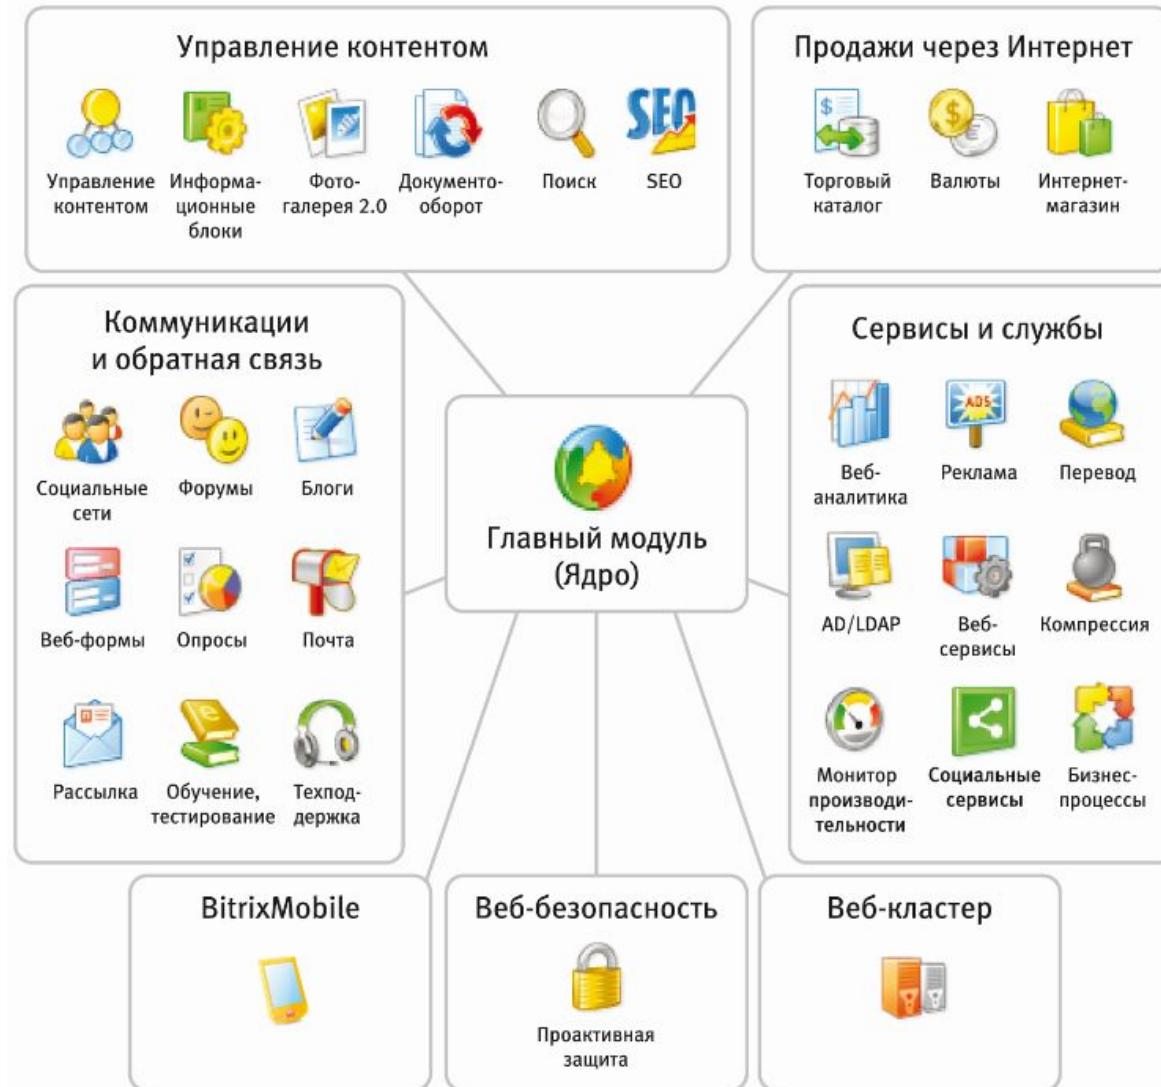 Управление контентом
SEO
Управление
контентом
Информа-
ционные
блоки
Фото-
галерея 2.0
Документо-
оборот
Поиск
SEO
Продажи через Интернет
$
$
Торговый
каталог
Валюты
Интернет-
магазин
Коммуникации
и обратная связь
Социальные
сети
Форумы
Блоги
Веб-формы
Опросы
Почта
Рассылка
e
Обучение,
тестирование
Техпод-
держка
Главный модуль
(Ядро)
Сервисы и службы
ADS
Веб-
аналитика
Реклама
Перевод
AD/LDAP
Веб-
сервисы
Компрессия
Монитор
производи-
тельности
Социальные
сервисы
Бизнес-
процессы
BitrixMobile
Веб-безопасность
Проактивная
защита
Веб-кластер